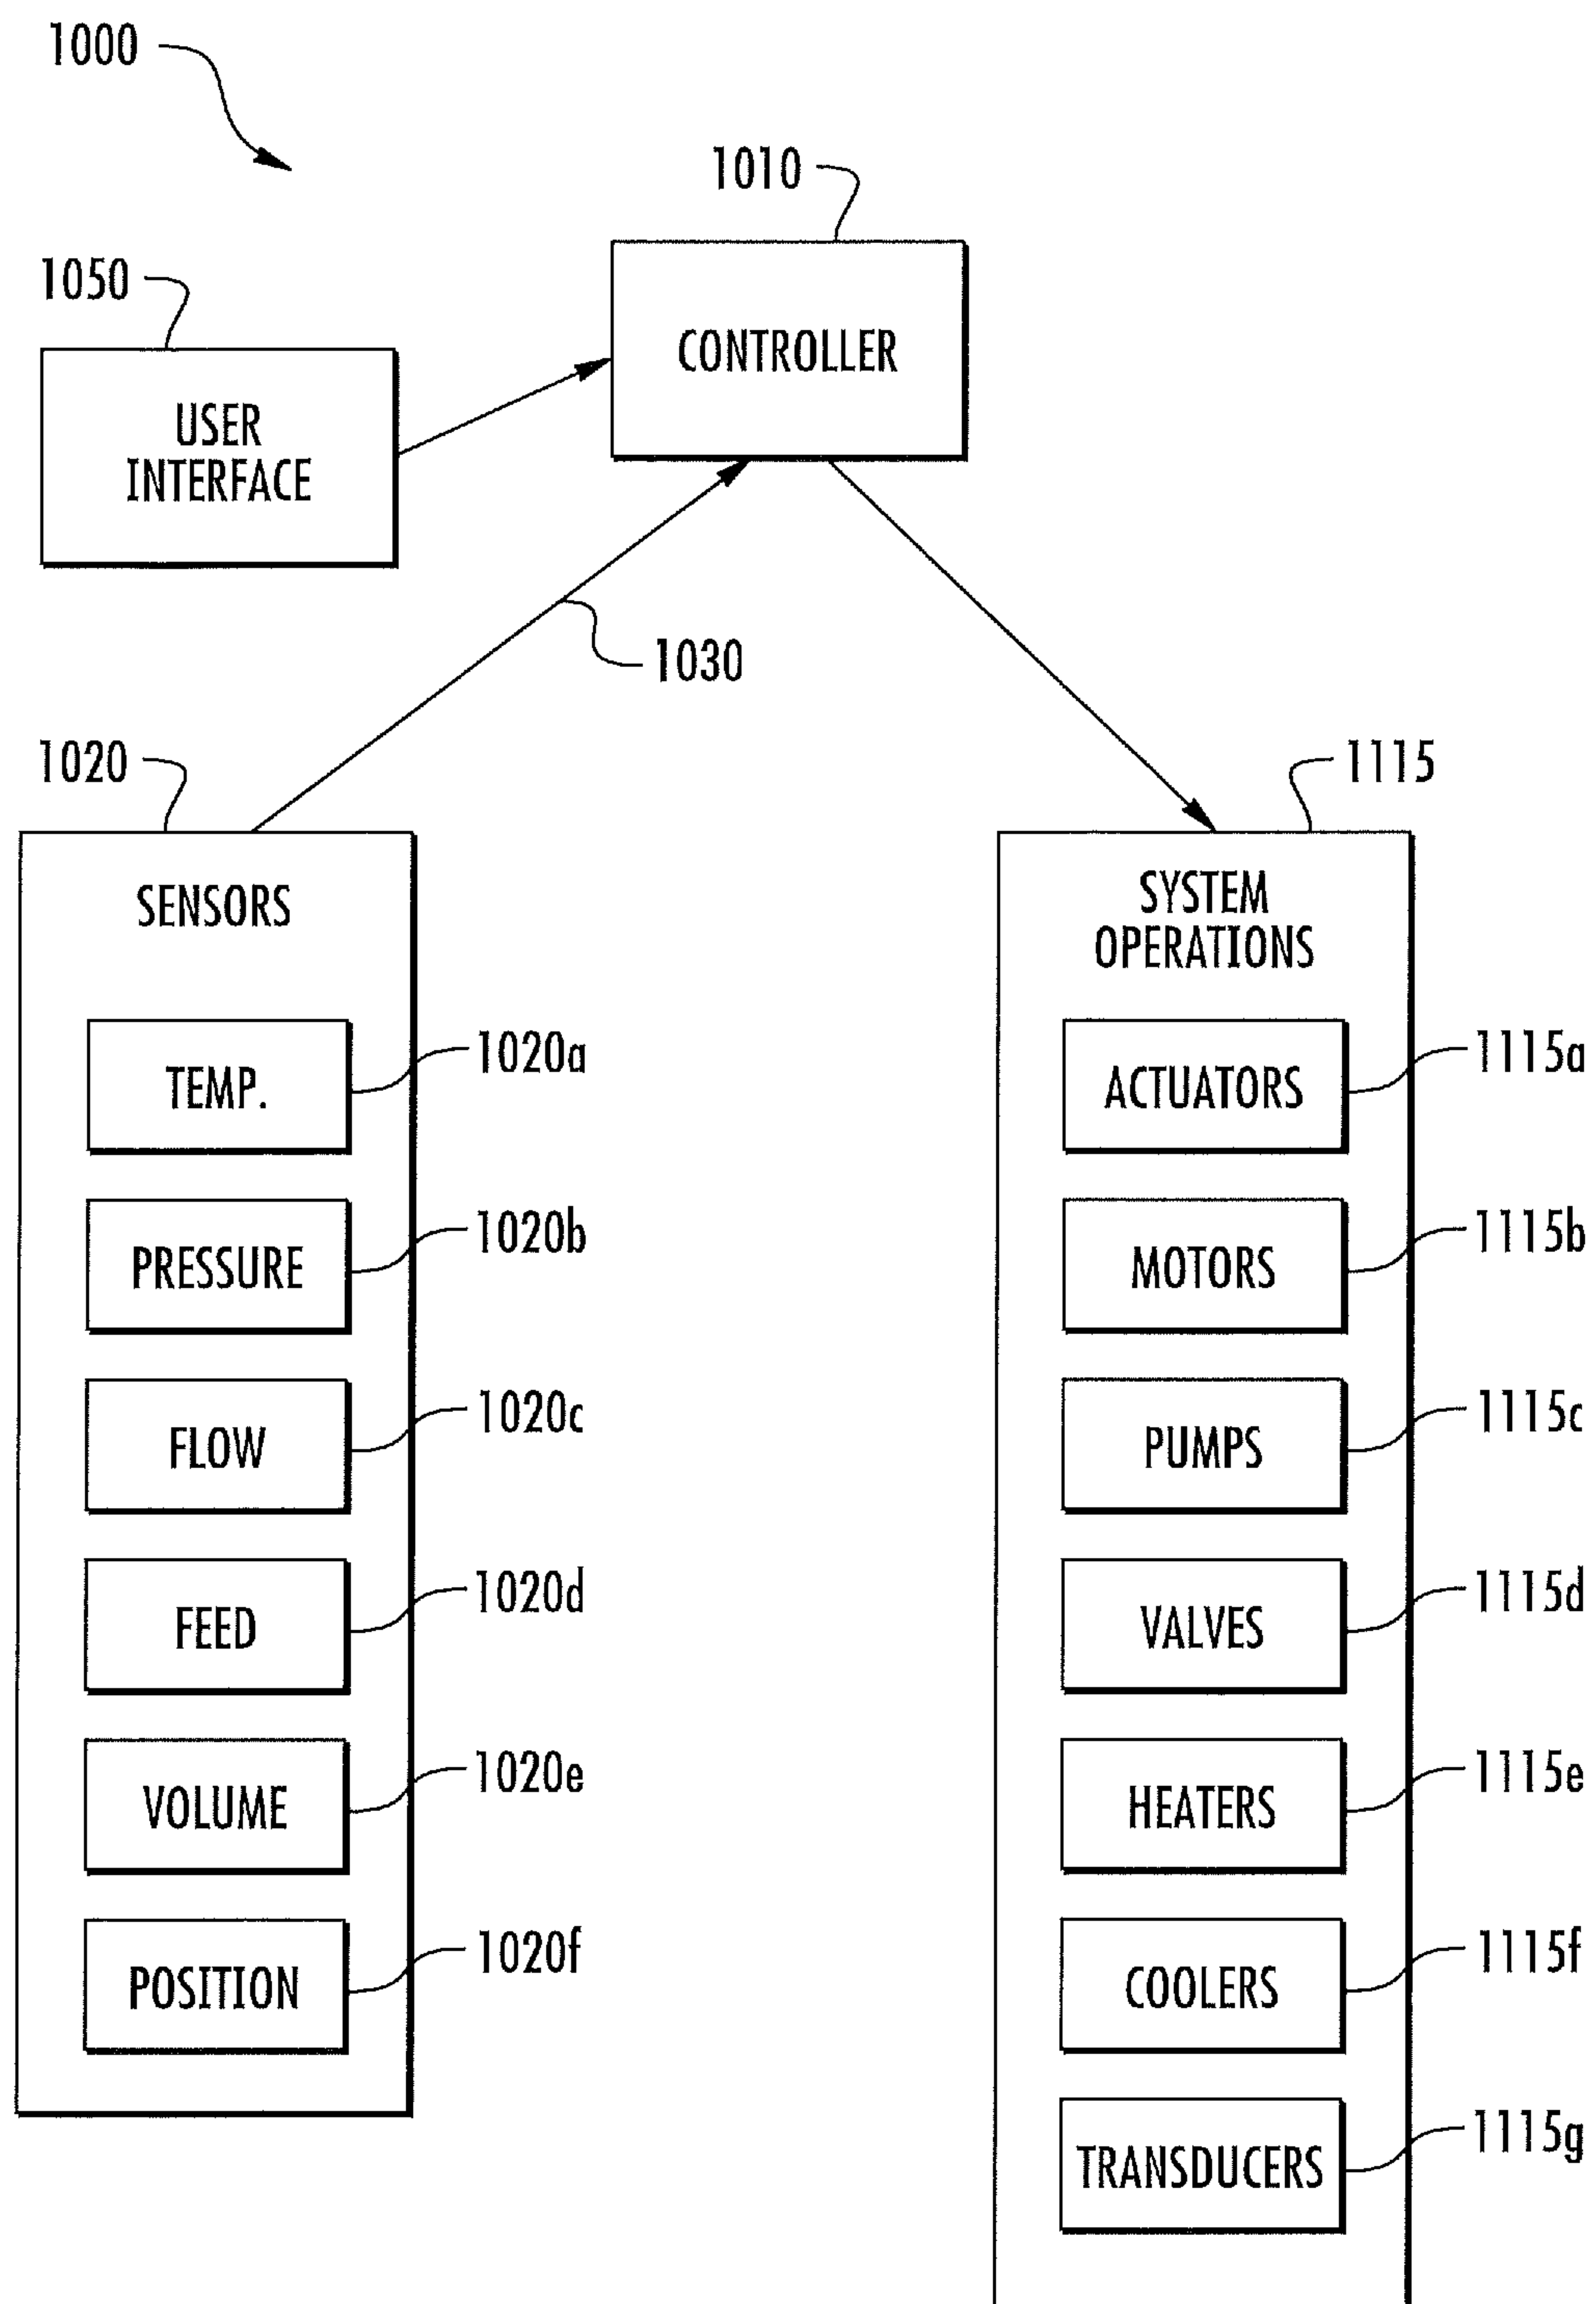 1000
1010
1050
CONTROLLER
USER
INTERFACE
1030
1020
1115
SENSORS
SYSTEM
OPERATIONS
TEMP.
1020a
ACTUATORS
1115a
PRESSURE
1020b
MOTORS
1115b
FLOW
1020c
PUMPS
1115c
FEED
1020d
VALVES
1115d
VOLUME
1020e
HEATERS
1115e
POSITION
1020f
COOLERS
1115f
TRANSDUCERS
1115g